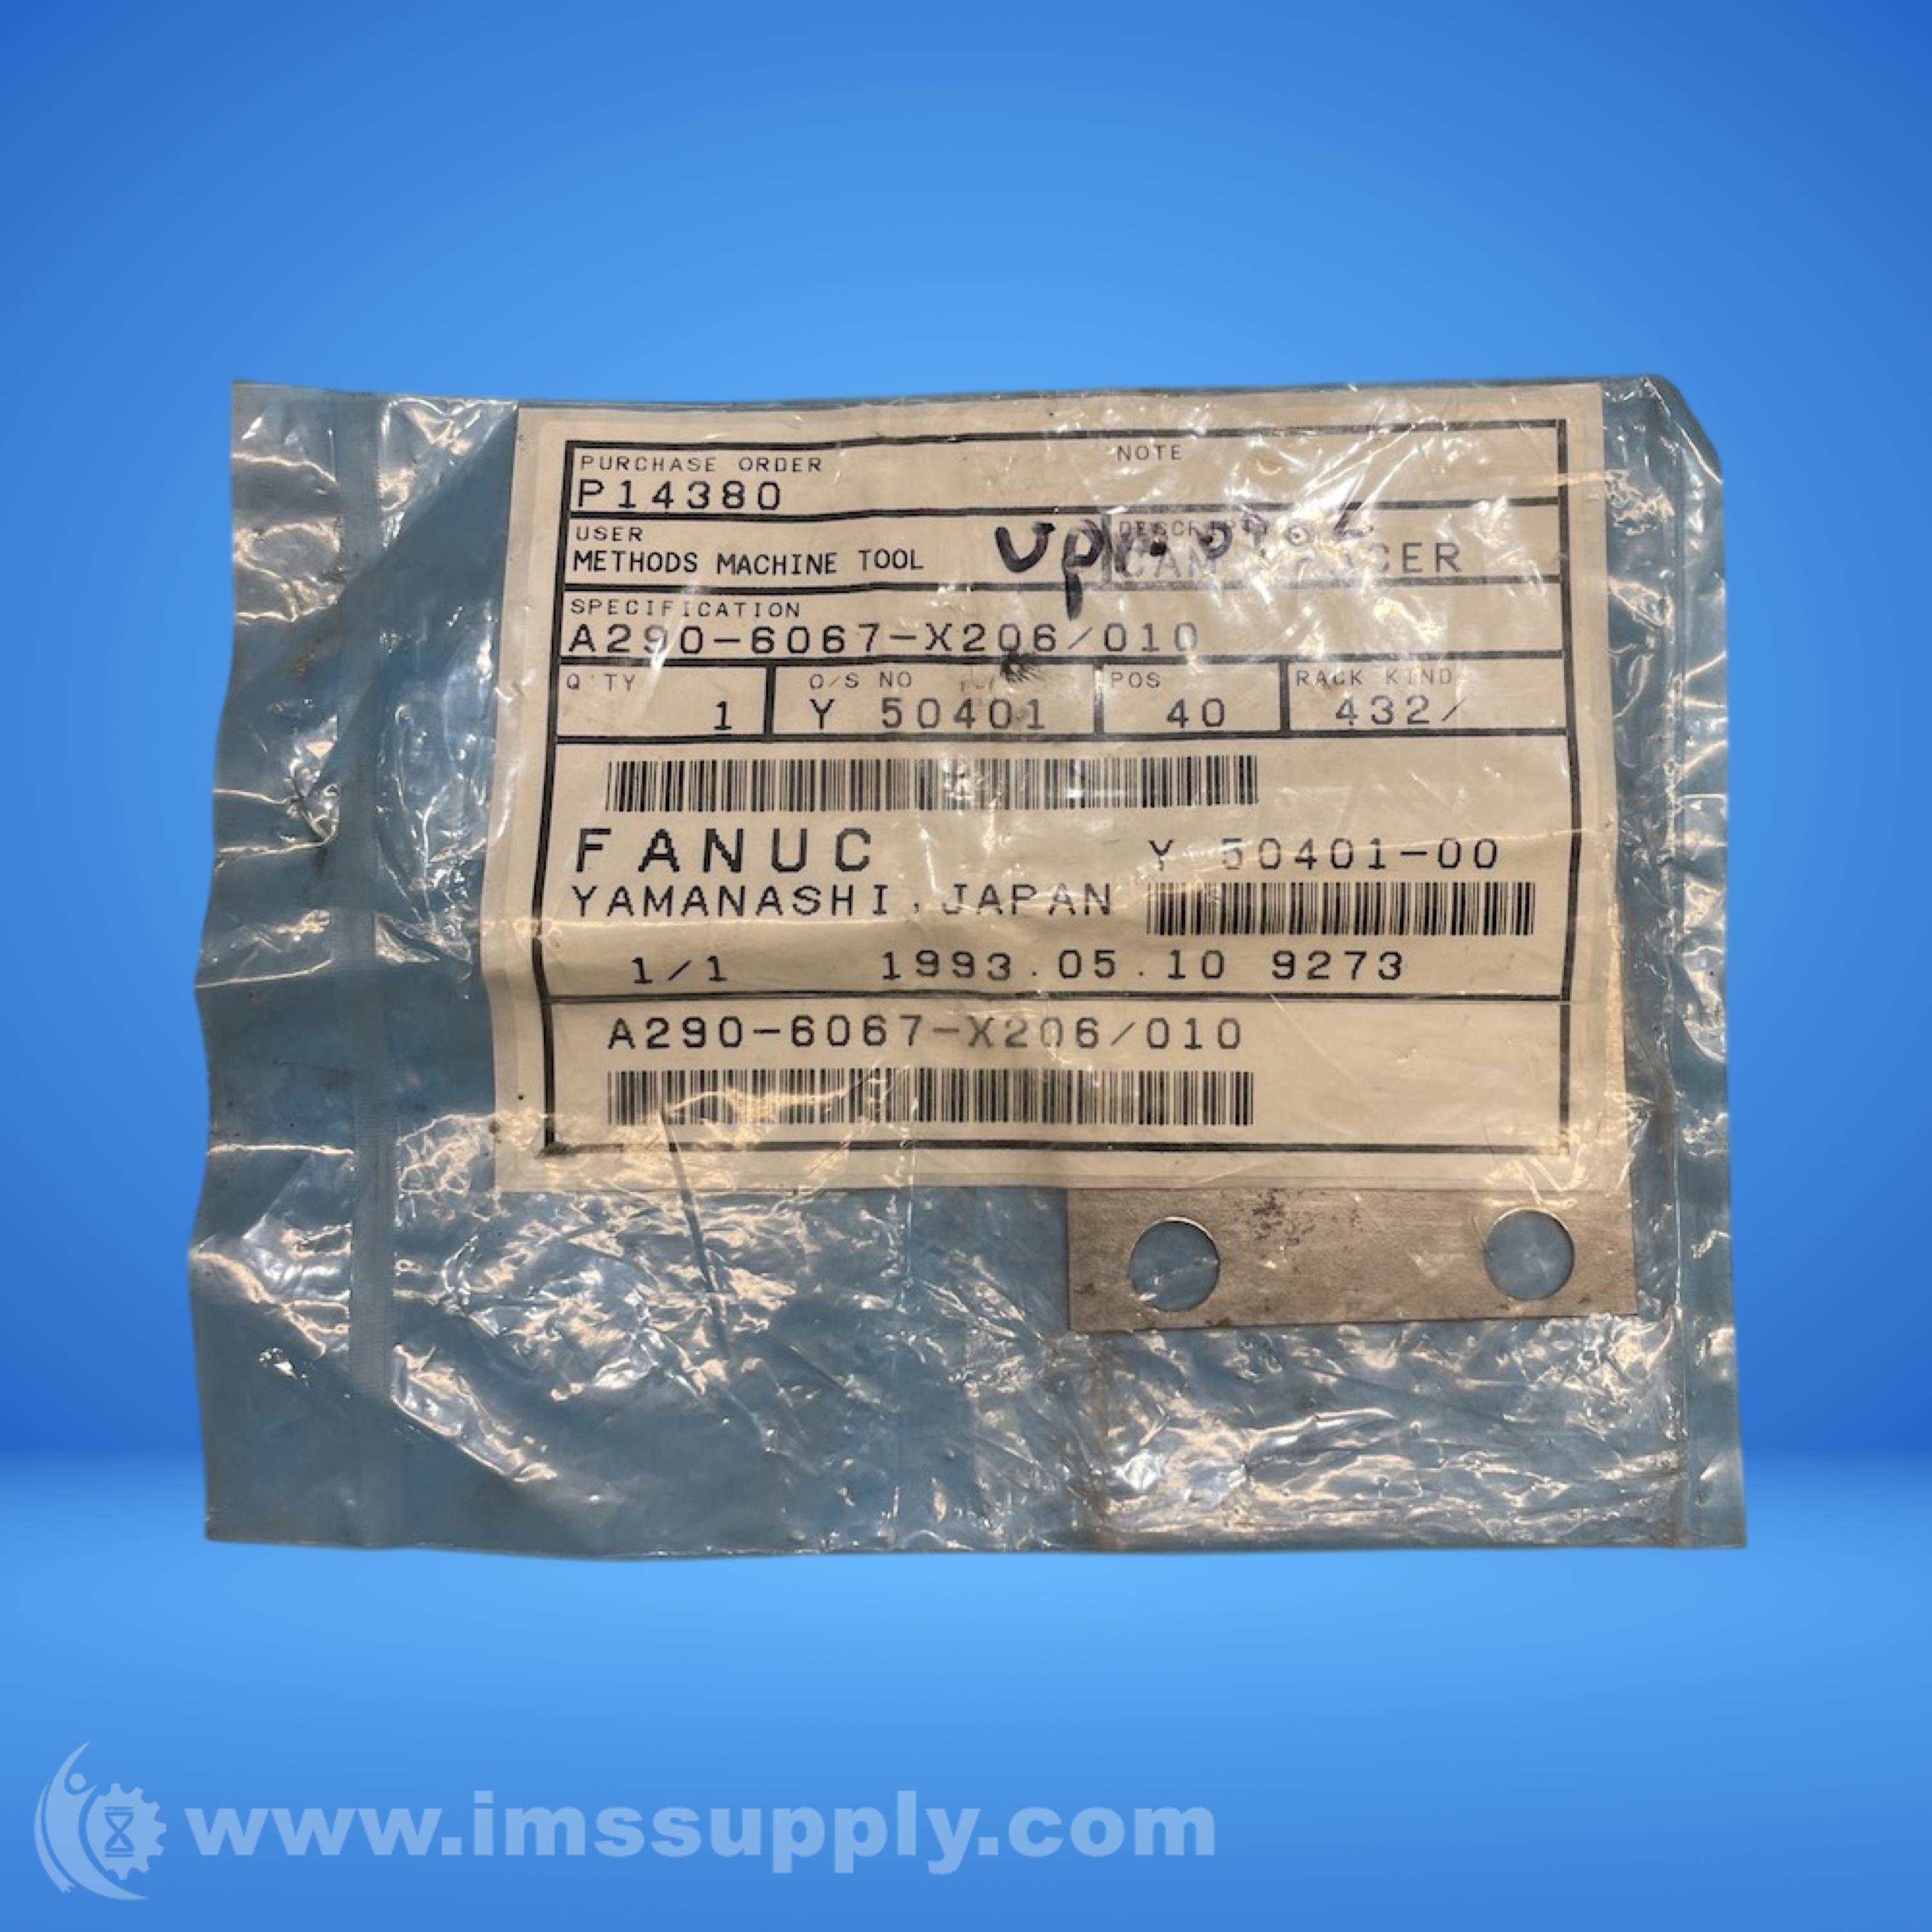 PURCHASE ORDER
NOTE
P14380
USER
METHODS MACHINE TOOL
CAM
SPECIFICATION
A290-6067-X206/010
Q'TY
O/S NO
POS
RACK KIND
1
Y 50401
40
432/
FANUC
Y 50401-00
YAMANASHI, JAPAN
1/1
1993.05.10 9273
A290-6067-X206/010
www.imssupply.com